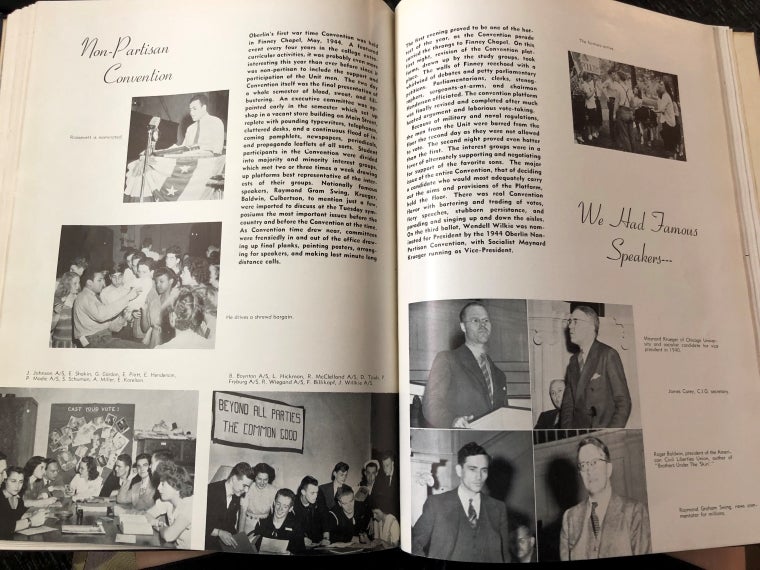 Non-Partisan
Convention
Roosevelt is nominated.
Oberlin's first war time Convention was held
in Finney Chapel, May, 1944. A featured
event every four years in the college extra-
curricular activities, it was probably even more
interesting this year than ever before since it
was non-partisan to include the support and
participation of the Unit men. The two day
Convention itself was the final presentation of
a whole semester of blood, sweat, and fili-
bustering. An executive committee was ap-
pointed early in the semester which set up
shop in a vacant store building on Main Street,
replete with pounding typewriters, telephones,
cluttered desks, and a continuous flood of in-
coming pamphlets, newspapers, periodicals,
and propaganda leaflets of all sorts. Student
participants in the Convention were divided
into majority and minority interest groups,
which met two or three times a week drawing
up platforms best representative of the inter-
ests of their groups. Nationally famous
speakers, Raymond Gram Swing, Krueger,
Baldwin, Culbertson, to mention just a few,
were imported to discuss at the Tuesday sym-
posiums the most important issues before the
country and before the Convention at the time.
As Convention time drew near, committees
were frenziedly in and out of the office draw-
ing up final planks, painting posters, arrang-
ing for speakers, and making last minute long
distance calls.
He drives a shrewd bargain.
J. Johnson A/S, E. Shokin, G. Gordon, E. Piatt, E. Henderson,
P. Made A/S, S. Schuman, A. Miller, E. Karelson.
B. Boynton A/S, L. Hickman, R. McClelland A/S, D. Tosh, F.
Freburg A/S, R. Wiegand A/S, F. Billikopf, J. Willkie A/S.
CAST YOUR VOTE!
BEYOND ALL PARTIES
THE COMMON GOOD
The first evening proved to be one of the hot-
test of the year, as the Convention parade
led the throngs to Finney Chapel. On this
first night, revision of the Convention plat-
form, drawn up by the study groups, took
place. The walls of Finney resounded with a
whirlwind of debates and petty parliamentary
motions. Parliamentarians, clerks, strong-
men, sergeants-at-arms, and chairman
Henderson officiated. The convention platform
was finally revised and completed after much
heated argument and laborious vote-taking.
Because of military and naval regulations,
the men from the Unit were barred from the
floor the second day as they were not allowed
to vote. The second night proved even hotter
than the first. The interest groups were in a
fever of alternately supporting and negotiating
for support of the favorite sons. The major
issue of the entire Convention, that of deciding
a candidate who would most adequately carry
out the aims and provisions of the Platform,
held the floor. There was real Convention
flavor with bartering and trading of votes,
fiery speeches, stubborn persistance, and
parading and singing up and down the aisles.
On the third ballot, Wendell Wilkie was nomi-
nated for President by the 1944 Oberlin Non-
Partisan Convention, with Socialist Maynard
Krueger running as Vice-President.
The farmers arrive.
We Had Famous
Speakers---
Maynard Krueger of Chicago Univer-
sity and socialist candidate for vice
president in 1940.
James Carey, C.I.O. secretary.
Roger Baldwin, president of the Ameri-
can Civil Liberties Union, author of
"Brothers Under The Skin."
Raymond Graham Swing, news com-
mentator for millions.